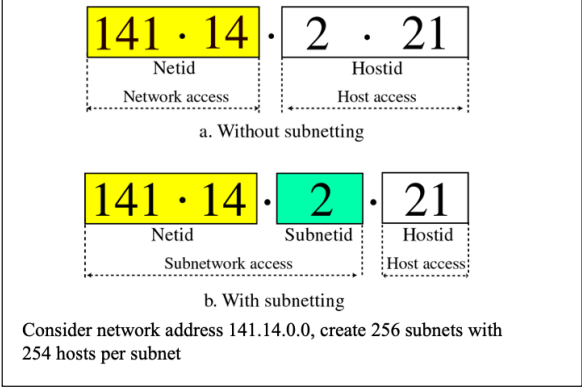 141 · 14 · 2 · 21
Netid Hostid
Network access Host access
a. Without subnetting
141 · 14 · 2 · 21
Netid Subnetid Hostid
Subnetwork access Host access
b. With subnetting
Consider network address 141.14.0.0, create 256 subnets with
254 hosts per subnet